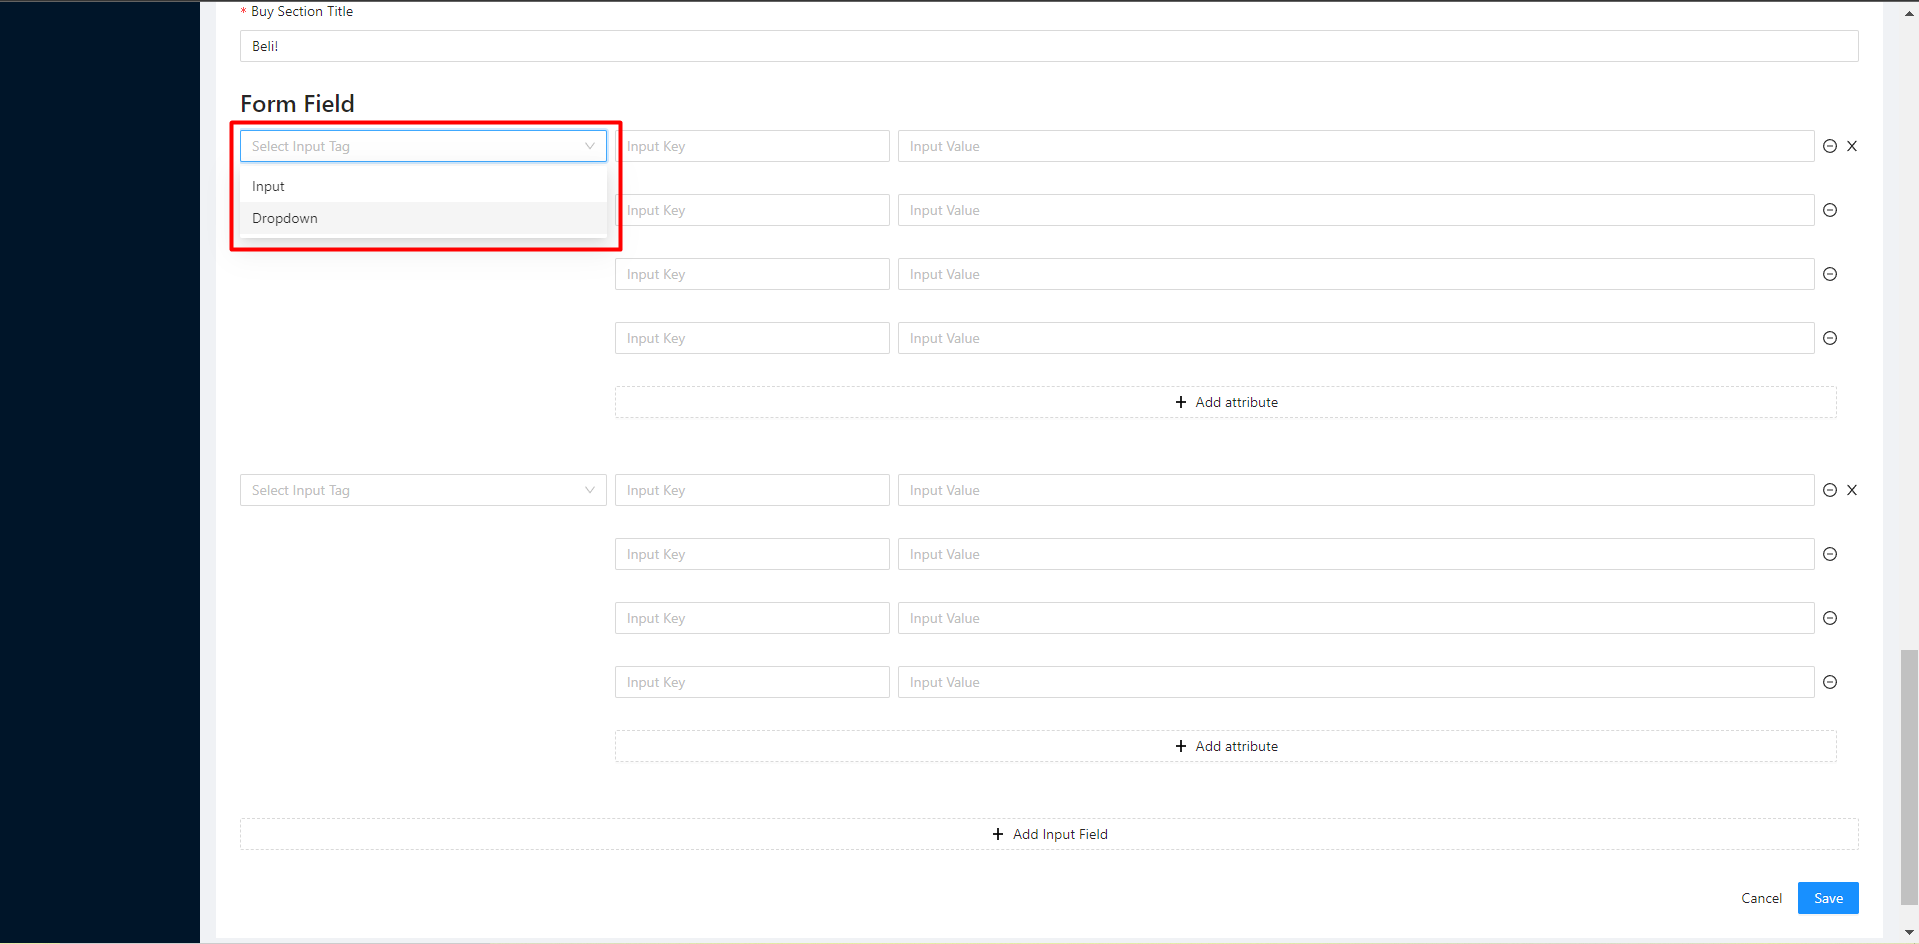 * Buy Section Title
Beli!
Form Field
Select Input Tag Input Key Input Value X
Input
Input Key Input Value
Dropdown
Input Key Input Value
Input Key Input Value
+ Add attribute
Select Input Tag Input Key Input Value X
Input Key Input Value
Input Key Input Value
Input Key Input Value
+ Add attribute
+ Add Input Field
Cancel Save